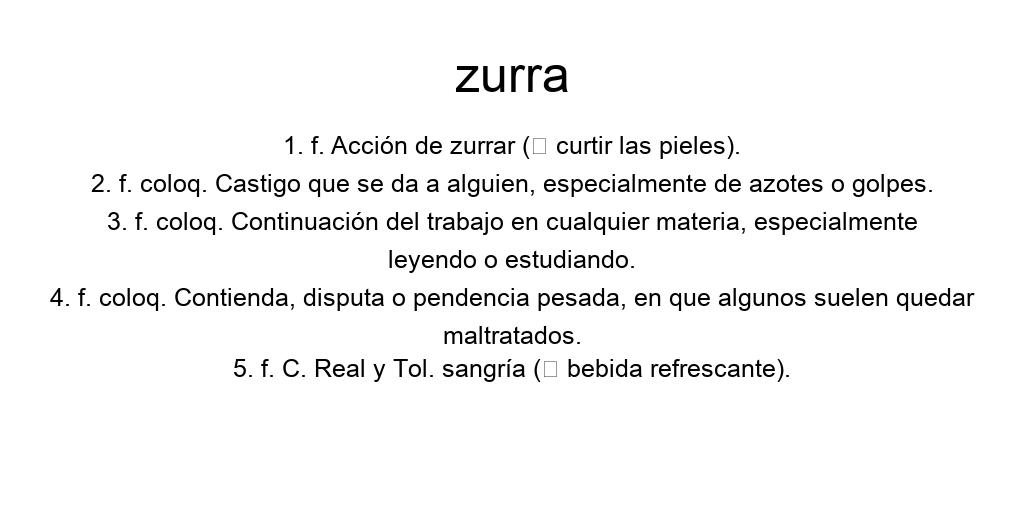 zurra
1. f. Acción de zurrar ( curtir las pieles).
2. f. coloq. Castigo que se da a alguien, especialmente de azotes o golpes.
3. f. coloq. Continuación del trabajo en cualquier materia, especialmente
leyendo o estudiando.
4. f. coloq. Contienda, disputa o pendencia pesada, en que algunos suelen quedar
maltratados.
5. f. C. Real y Tol. sangría ( bebida refrescante).